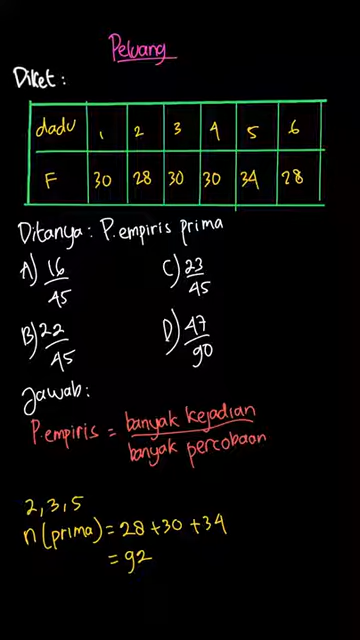 Peluang
Diket:
dadu 1 2 3 4 5 6
F 30 28 30 30 34 28
Ditanya: P.empiris prima
A) 16/45 C) 23/45
B) 22/45 D) 47/90
Jawab:
P.empiris = banyak kejadian / banyak percobaan
2, 3, 5
n(prima) = 28 + 30 + 34
= 92